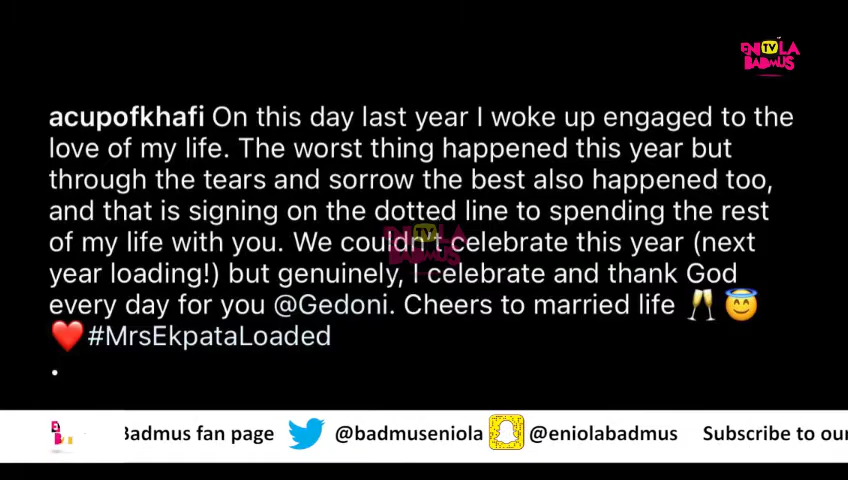 ENIOLA
TV
BADMUS
acupofkhafi On this day last year I woke up engaged to the
love of my life. The worst thing happened this year but
through the tears and sorrow the best also happened too,
and that is signing on the dotted line to spending the rest
of my life with you. We couldn't celebrate this year (next
year loading!) but genuinely, I celebrate and thank God
every day for you @Gedoni. Cheers to married life 🥂😇
❤️#MrsEkpataLoaded
.
Badmus fan page @badmuseniola @eniolabadmus Subscribe to our